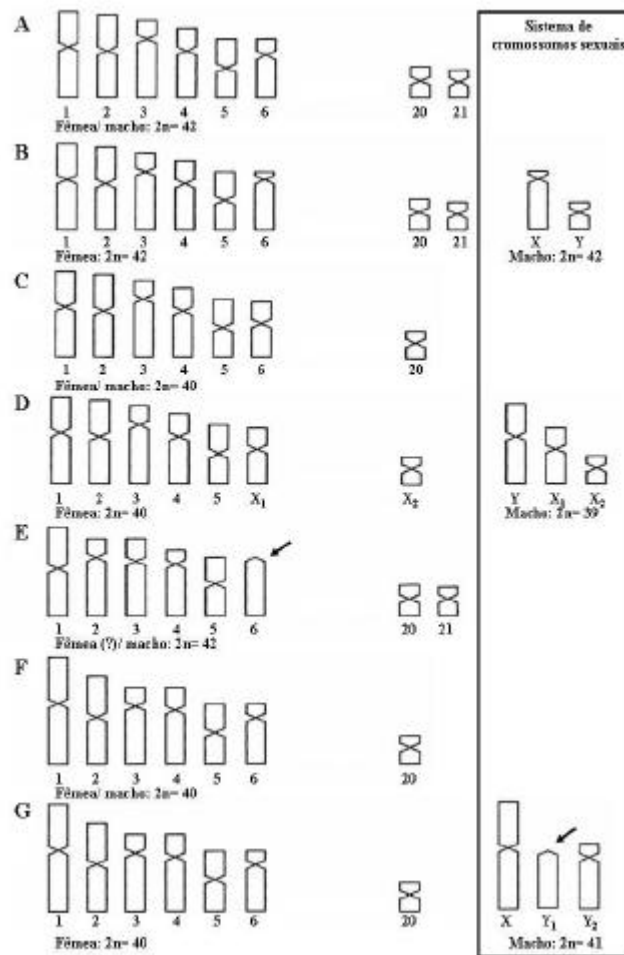 Sistema de
cromossomos sexuais
A
1 2 3 4 5 6 20 21
Fêmea/ macho: 2n= 42
B
1 2 3 4 5 6 20 21 X Y
Fêmea: 2n= 42 Macho: 2n= 42
C
1 2 3 4 5 6 20
Fêmea/ macho: 2n= 40
D
1 2 3 4 5 X₁ X₂ Y X₁ X₂
Fêmea: 2n= 40 Macho: 2n= 39
E
1 2 3 4 5 6 20 21
Fêmea (?)/ macho: 2n= 42
F
1 2 3 4 5 6 20
Fêmea/ macho: 2n= 40
G
1 2 3 4 5 6 20 X Y₁ Y₂
Fêmea: 2n= 40 Macho: 2n= 41